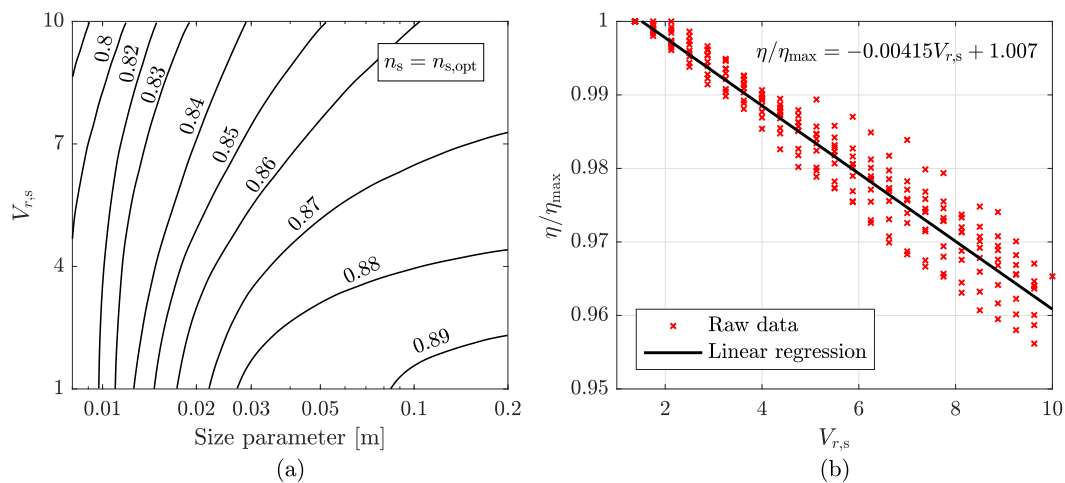 10
7
4
1
V_{r,s}
0.8
0.82
0.83
0.84
0.85
0.86
0.87
0.88
0.89
n_s = n_{s,opt}
0.01 0.02 0.03 0.05 0.1 0.2
Size parameter [m]
(a)
1
0.99
0.98
0.97
0.96
0.95
η/η_max
η/η_max = −0.00415V_{r,s} + 1.007
Raw data
Linear regression
2 4 6 8 10
V_{r,s}
(b)